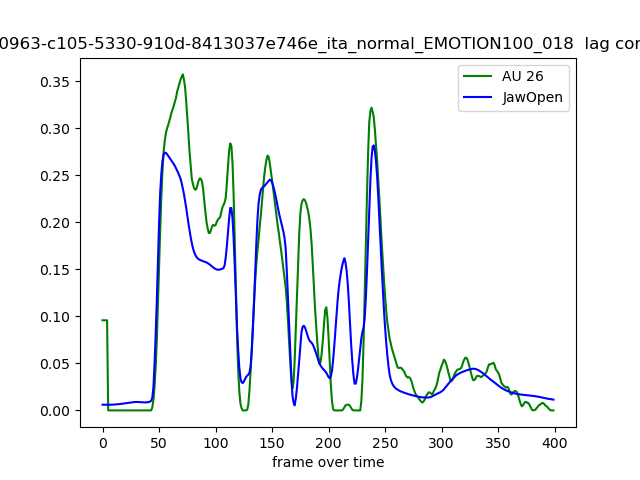 0963-c105-5330-910d-8413037e746e_ita_normal_EMOTION100_018 lag cor
AU 26
JawOpen
0.35
0.30
0.25
0.20
0.15
0.10
0.05
0.00
0 50 100 150 200 250 300 350 400
frame over time